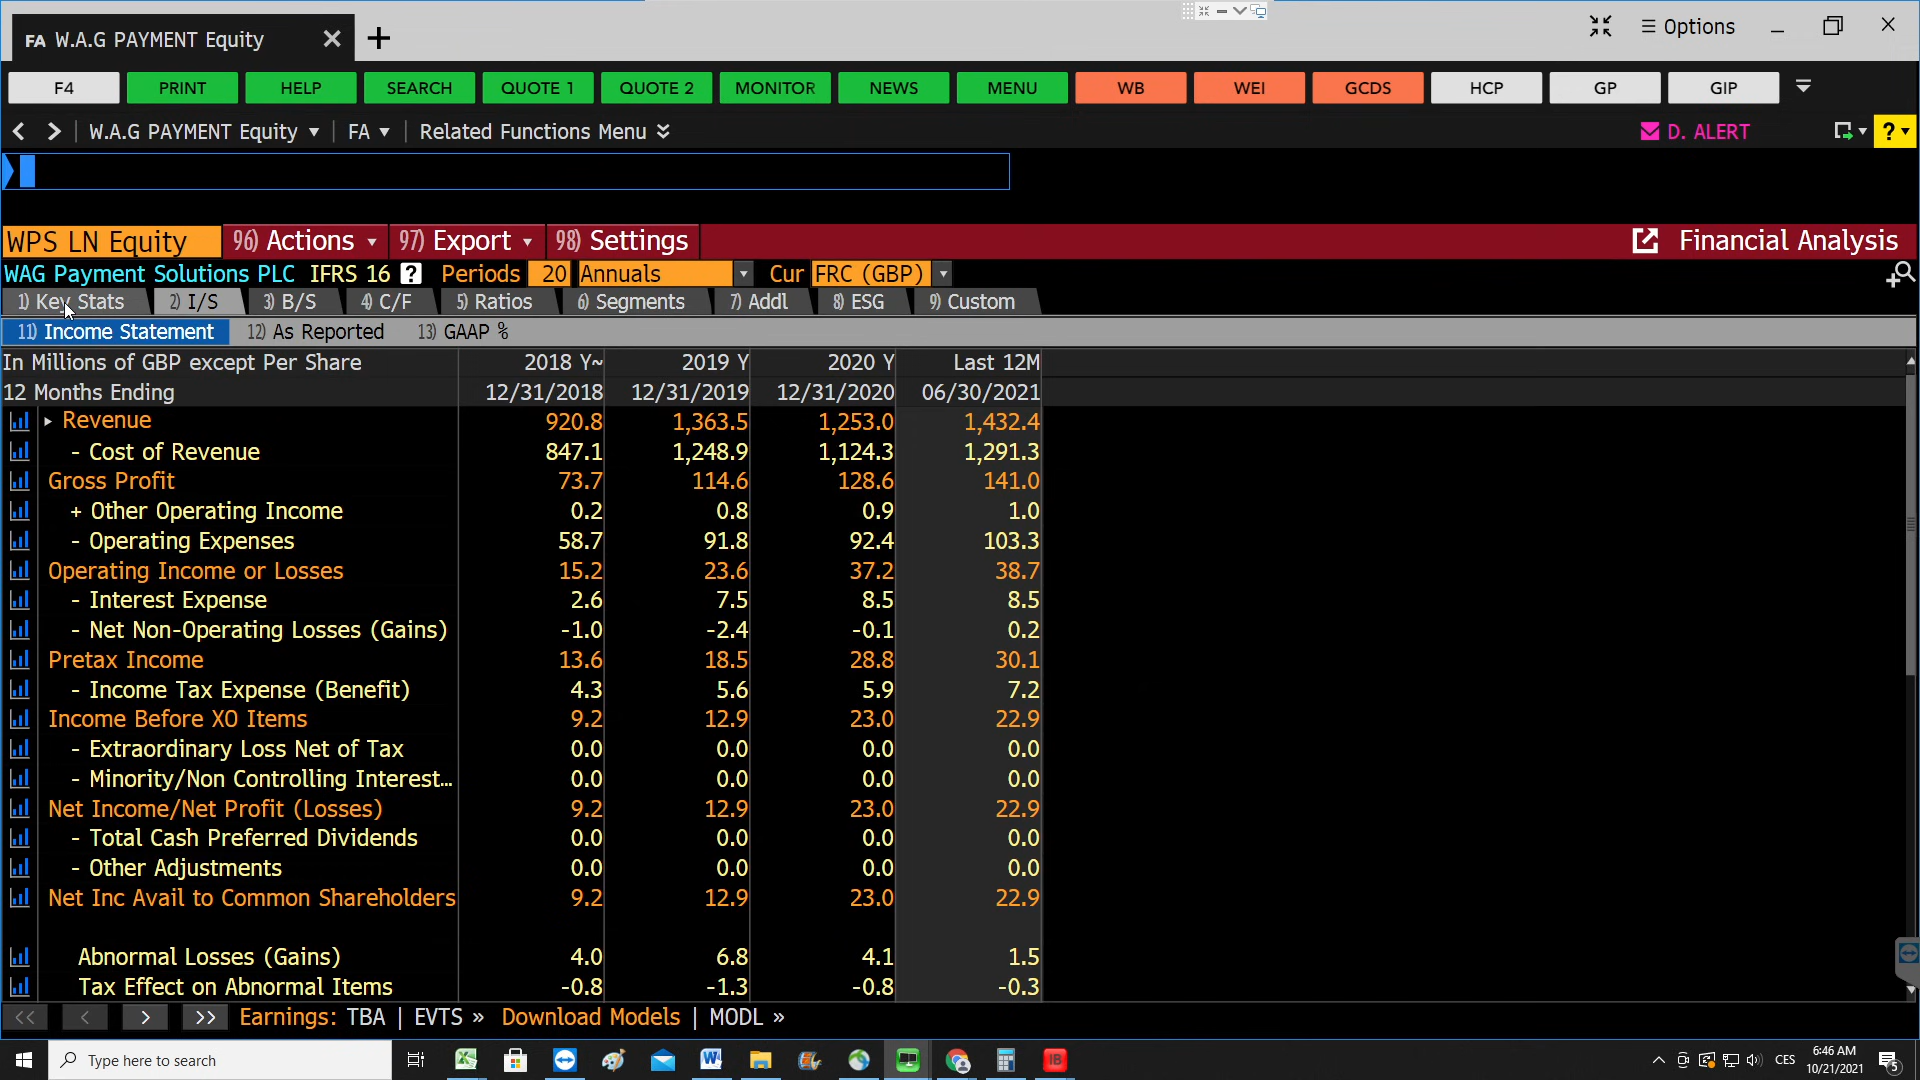 FA W.A.G PAYMENT Equity
Options
F4 PRINT HELP SEARCH QUOTE 1 QUOTE 2 MONITOR NEWS MENU WB WEI GCDS HCP GP GIP
W.A.G PAYMENT Equity FA Related Functions Menu D. ALERT ?
WPS LN Equity 96) Actions 97) Export 98) Settings Financial Analysis
WAG Payment Solutions PLC IFRS 16 ? Periods 20 Annuals Cur FRC (GBP)
1) Key Stats 2) I/S 3) B/S 4) C/F 5) Ratios 6) Segments 7) Addl 8) ESG 9) Custom
11) Income Statement 12) As Reported 13) GAAP %
In Millions of GBP except Per Share 2018 Y~ 2019 Y 2020 Y Last 12M
12 Months Ending 12/31/2018 12/31/2019 12/31/2020 06/30/2021
Revenue 920.8 1,363.5 1,253.0 1,432.4
- Cost of Revenue 847.1 1,248.9 1,124.3 1,291.3
Gross Profit 73.7 114.6 128.6 141.0
+ Other Operating Income 0.2 0.8 0.9 1.0
- Operating Expenses 58.7 91.8 92.4 103.3
Operating Income or Losses 15.2 23.6 37.2 38.7
- Interest Expense 2.6 7.5 8.5 8.5
- Net Non-Operating Losses (Gains) -1.0 -2.4 -0.1 0.2
Pretax Income 13.6 18.5 28.8 30.1
- Income Tax Expense (Benefit) 4.3 5.6 5.9 7.2
Income Before XO Items 9.2 12.9 23.0 22.9
- Extraordinary Loss Net of Tax 0.0 0.0 0.0 0.0
- Minority/Non Controlling Interest... 0.0 0.0 0.0 0.0
Net Income/Net Profit (Losses) 9.2 12.9 23.0 22.9
- Total Cash Preferred Dividends 0.0 0.0 0.0 0.0
- Other Adjustments 0.0 0.0 0.0 0.0
Net Inc Avail to Common Shareholders 9.2 12.9 23.0 22.9
Abnormal Losses (Gains) 4.0 6.8 4.1 1.5
Tax Effect on Abnormal Items -0.8 -1.3 -0.8 -0.3
<< < > >> Earnings: TBA | EVTS » Download Models | MODL »
Type here to search IB CES 6:46 AM
10/21/2021 5